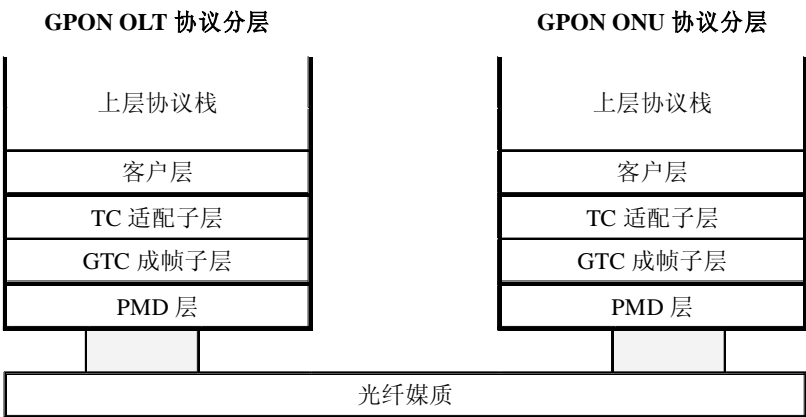 GPON OLT 协议分层
GPON ONU 协议分层
上层协议栈
上层协议栈
客户层
客户层
TC 适配子层
TC 适配子层
GTC 成帧子层
GTC 成帧子层
PMD 层
PMD 层
光纤媒质